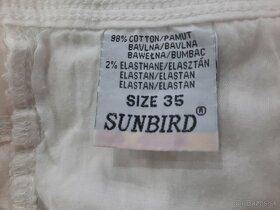 98% COTTON/PAMUT
BAVLNA/BAVLNA
BAWEŁNA/BUMBAC
2% ELASTHANE/ELASZTÁN
ELASTAN/ELASTAN
ELASTAN/ELASTAN
SIZE 35
SUNBIRD®